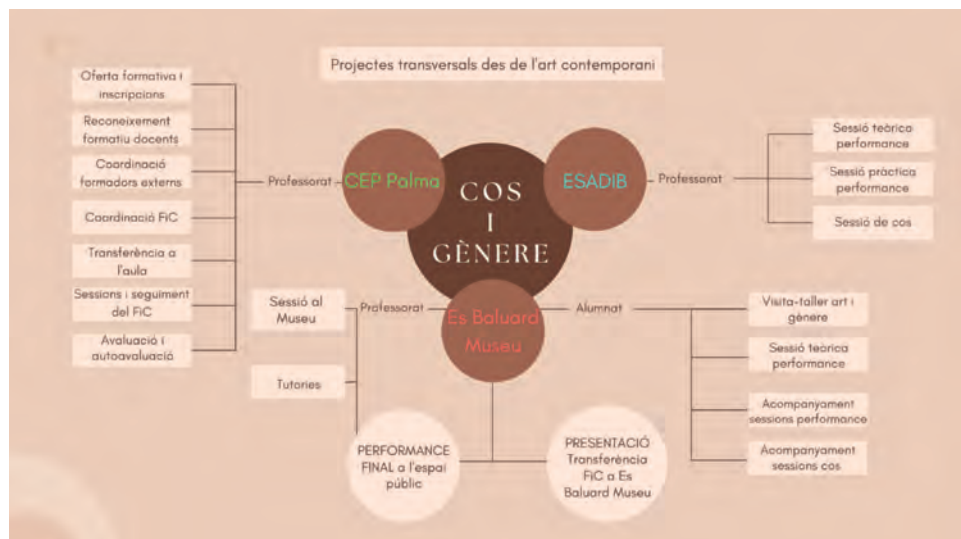 Projectes transversals des de l'art contemporani
Oferta formativa i
inscripcions
Reconeixement
formatiu docents
Coordinació
formadors externs
Coordinació FiC
Transferència a
l'aula
Sessions i seguiment
del FiC
Avaluació i
autoavaluació
Professorat
CEP Palma
COS
I
GÈNERE
ESADIB
Professorat
Sessió teòrica
performance
Sessió pràctica
performance
Sessió de cos
Sessió al
Museu
Tutories
Professorat
Es Baluard
Museu
Alumnat
Visita-taller art i
gènere
Sessió teòrica
performance
Acompanyament
sessions performance
Acompanyament
sessions cos
PERFORMANCE
FINAL a l'espai
públic
PRESENTACIÓ
Transferència
FiC a Es
Baluard Museu